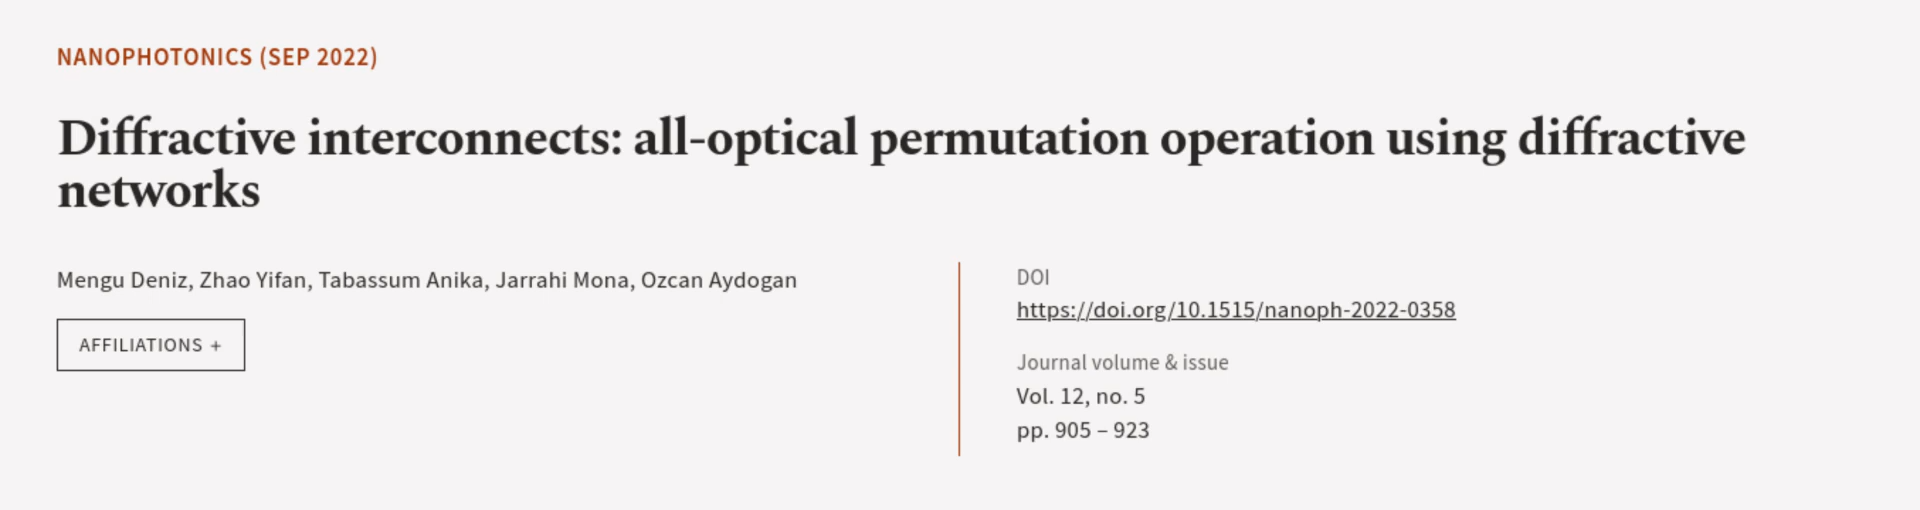 NANOPHOTONICS (SEP 2022)
Diffractive interconnects: all-optical permutation operation using diffractive
networks
Mengu Deniz, Zhao Yifan, Tabassum Anika, Jarrahi Mona, Ozcan Aydogan
AFFILIATIONS +
DOI
https://doi.org/10.1515/nanoph-2022-0358
Journal volume & issue
Vol. 12, no. 5
pp. 905 – 923